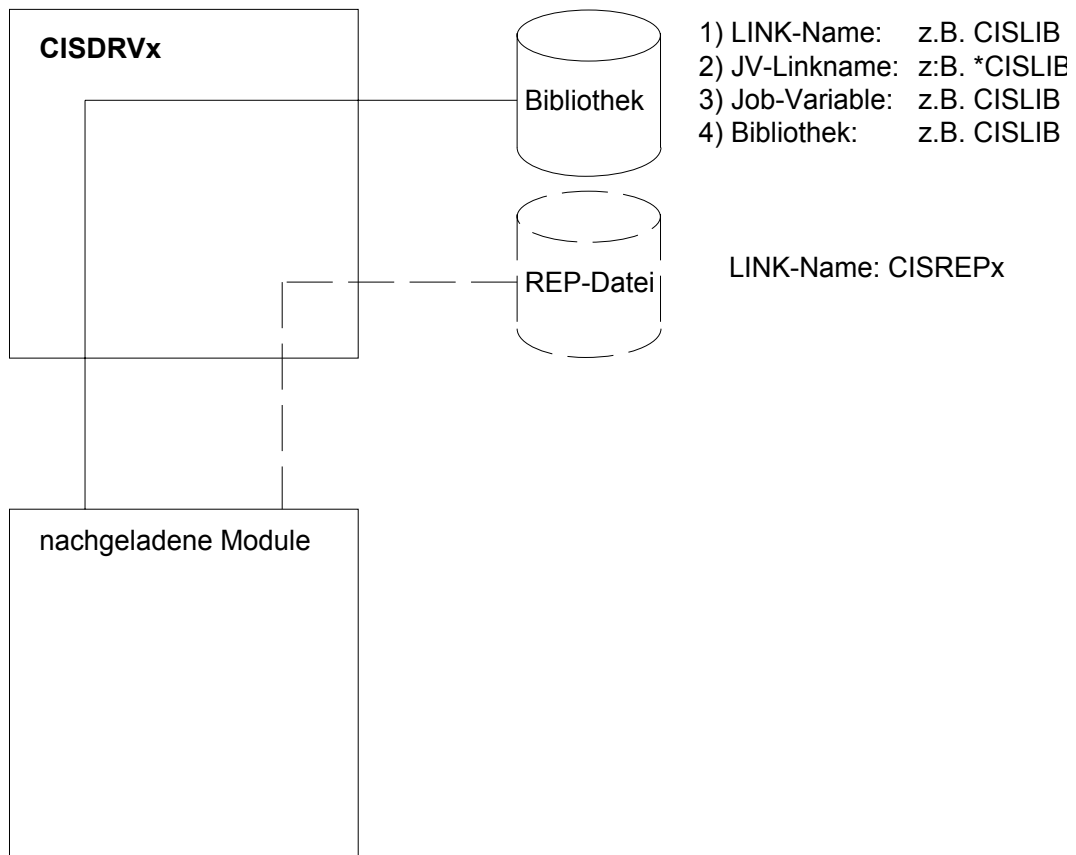 CISDRVx
Bibliothek
1) LINK-Name: z.B. CISLIB
2) JV-Linkname: z:B. *CISLIB
3) Job-Variable: z.B. CISLIB
4) Bibliothek: z.B. CISLIB
REP-Datei
LINK-Name: CISREPx
nachgeladene Module